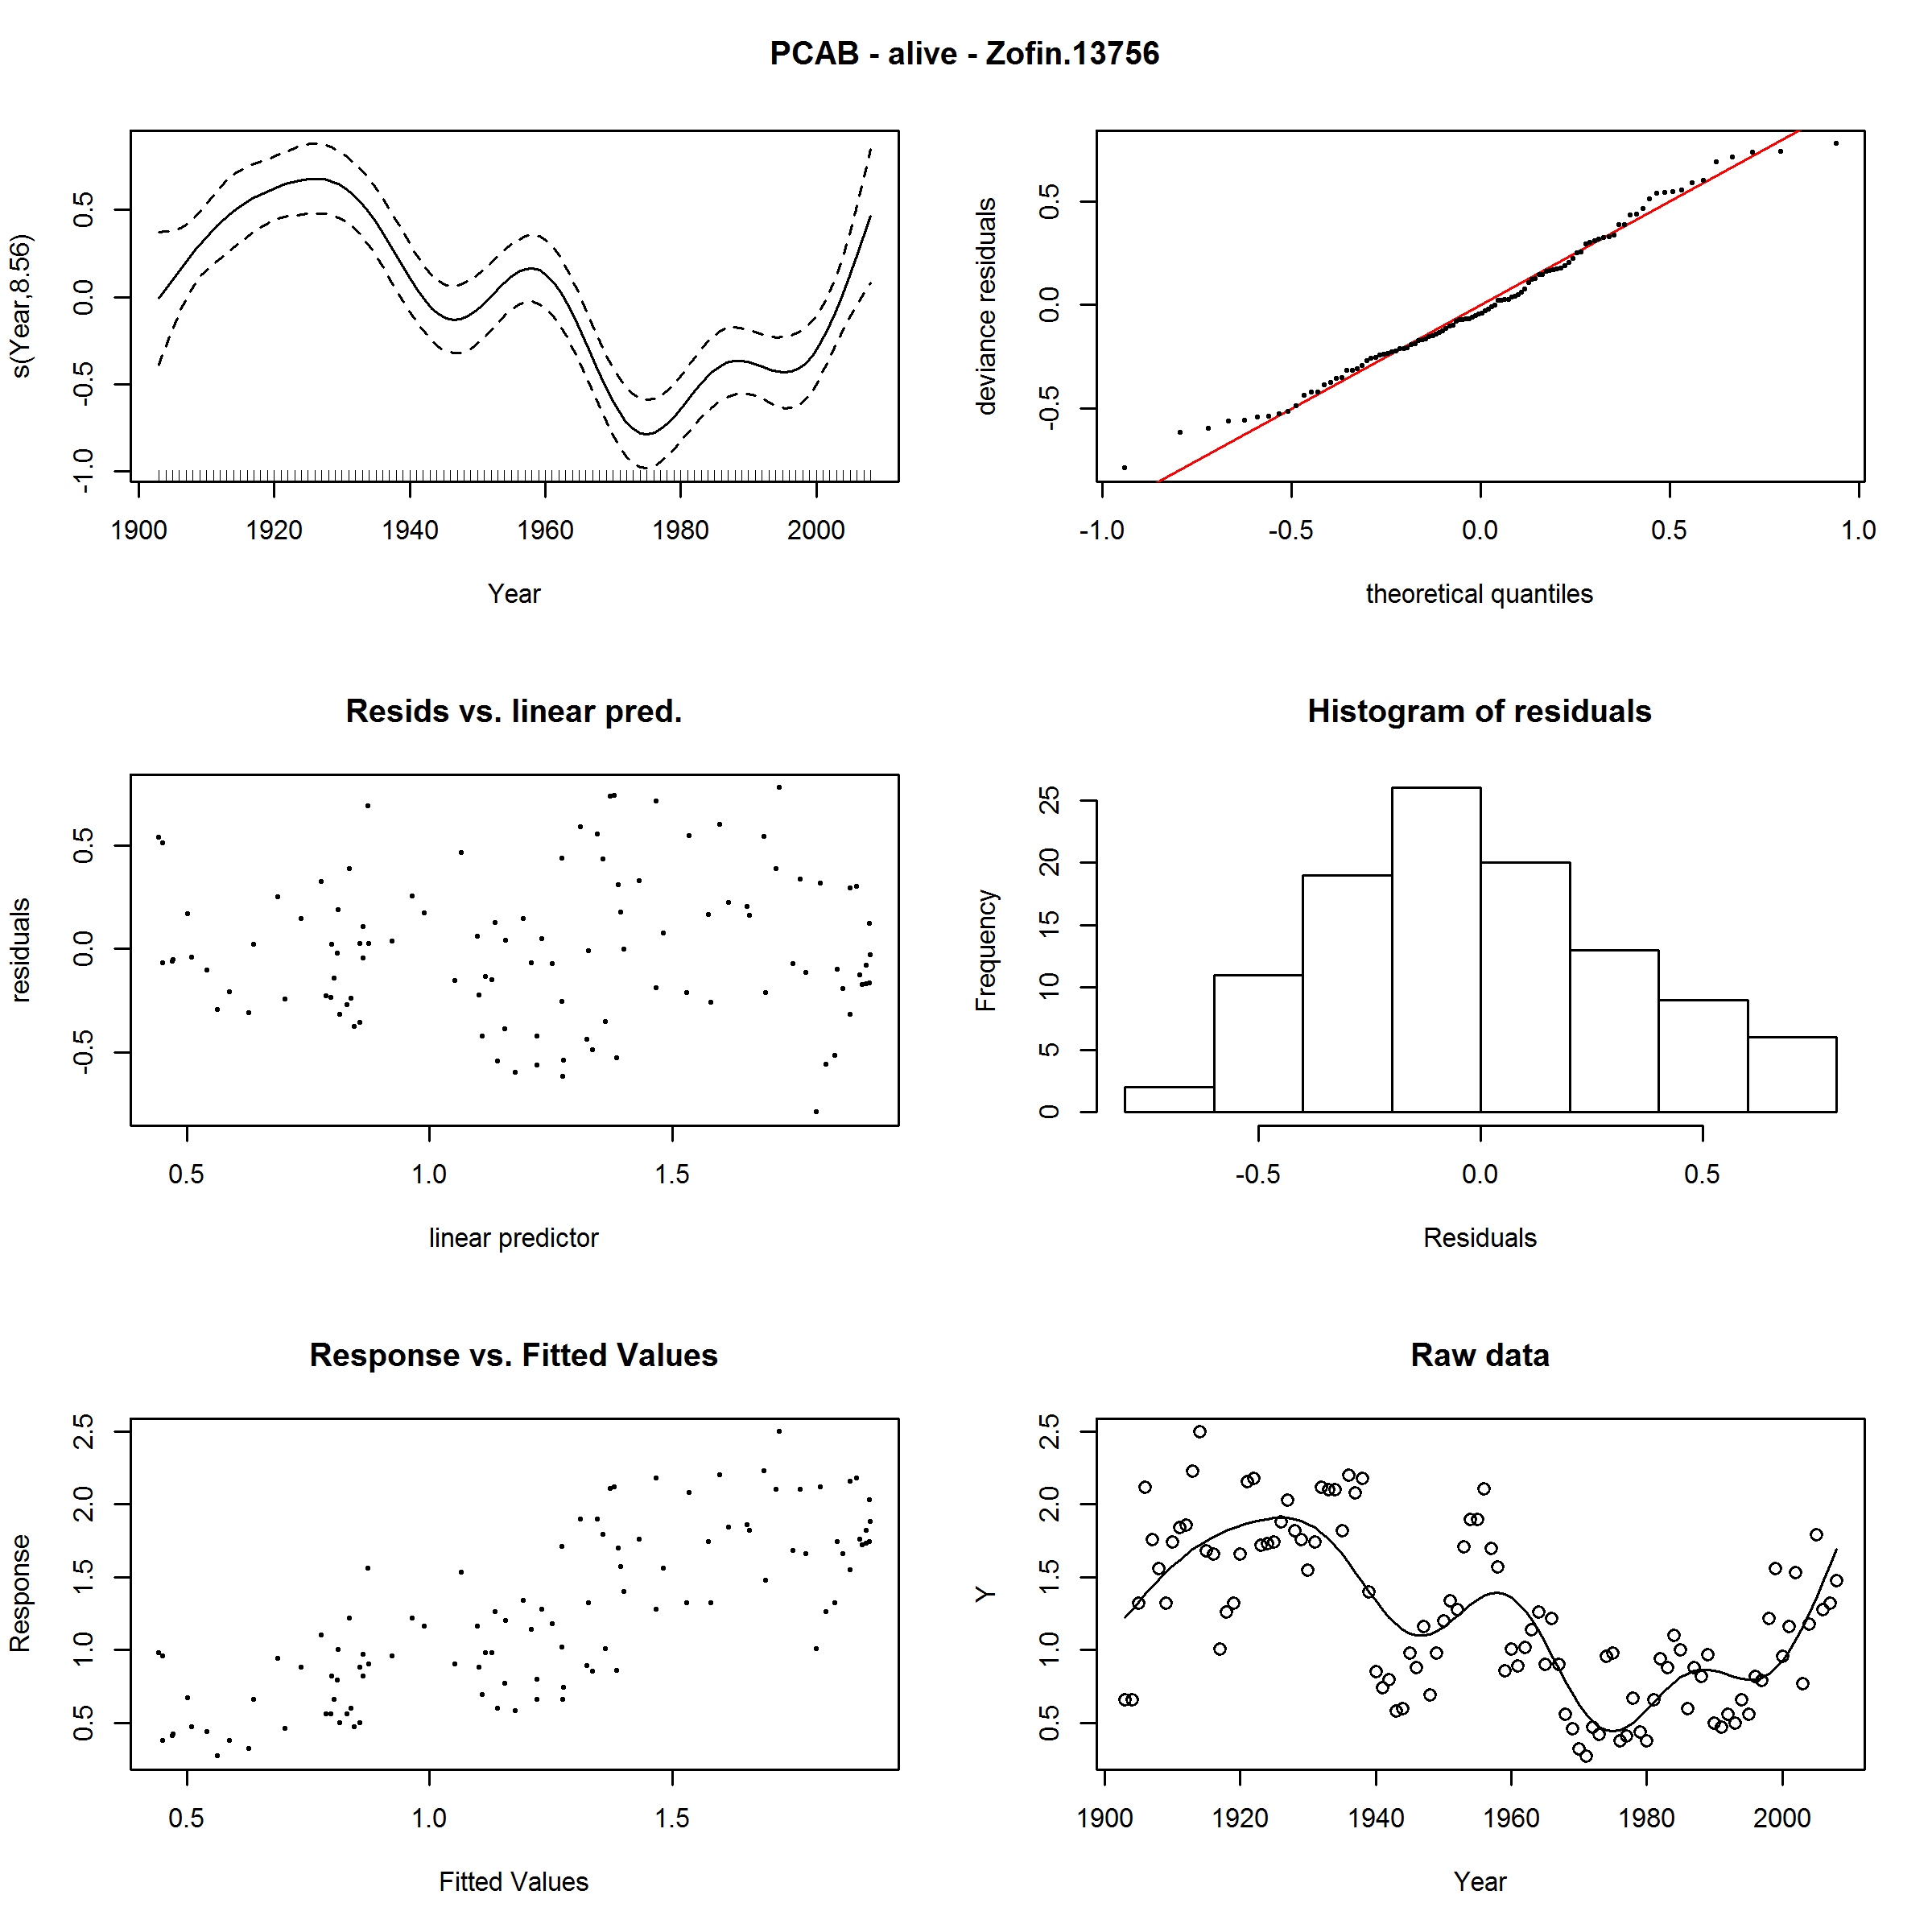 PCAB - alive - Zofin.13756
s(Year,8.56)
0.5
0.0
-0.5
-1.0
1900 1920 1940 1960 1980 2000
Year
deviance residuals
0.5
0.0
-0.5
-1.0 -0.5 0.0 0.5 1.0
theoretical quantiles
Resids vs. linear pred.
residuals
0.5
0.0
-0.5
0.5 1.0 1.5
linear predictor
Histogram of residuals
Frequency
25
20
15
10
5
0
-0.5 0.0 0.5
Residuals
Response vs. Fitted Values
Response
2.5
2.0
1.5
1.0
0.5
0.5 1.0 1.5
Fitted Values
Raw data
Y
2.5
2.0
1.5
1.0
0.5
1900 1920 1940 1960 1980 2000
Year